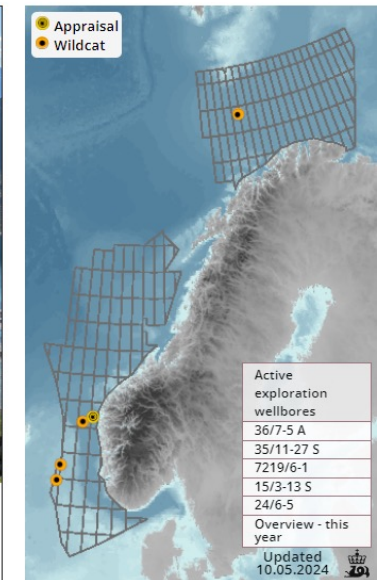 Appraisal
Wildcat
Active
exploration
wellbores
36/7-5 A
35/11-27 S
7219/6-1
15/3-13 S
24/6-5
Overview - this
year
Updated
10.05.2024